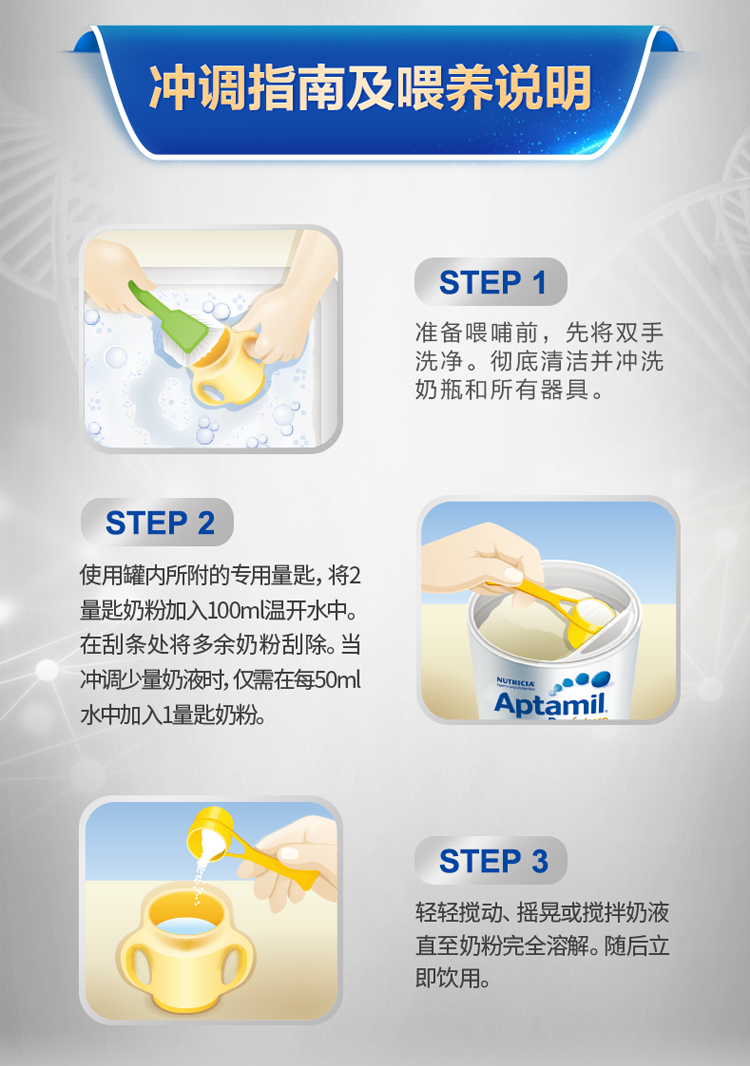 冲调指南及喂养说明
STEP 1
准备喂哺前，先将双手
洗净。彻底清洁并冲洗
奶瓶和所有器具。
STEP 2
使用罐内所附的专用量匙，将2
量匙奶粉加入100ml温开水中。
在刮条处将多余奶粉刮除。当
冲调少量奶液时，仅需在每50ml
水中加入1量匙奶粉。
NUTRICIA
Aptamil
STEP 3
轻轻搅动、摇晃或搅拌奶液
直至奶粉完全溶解。随后立
即饮用。